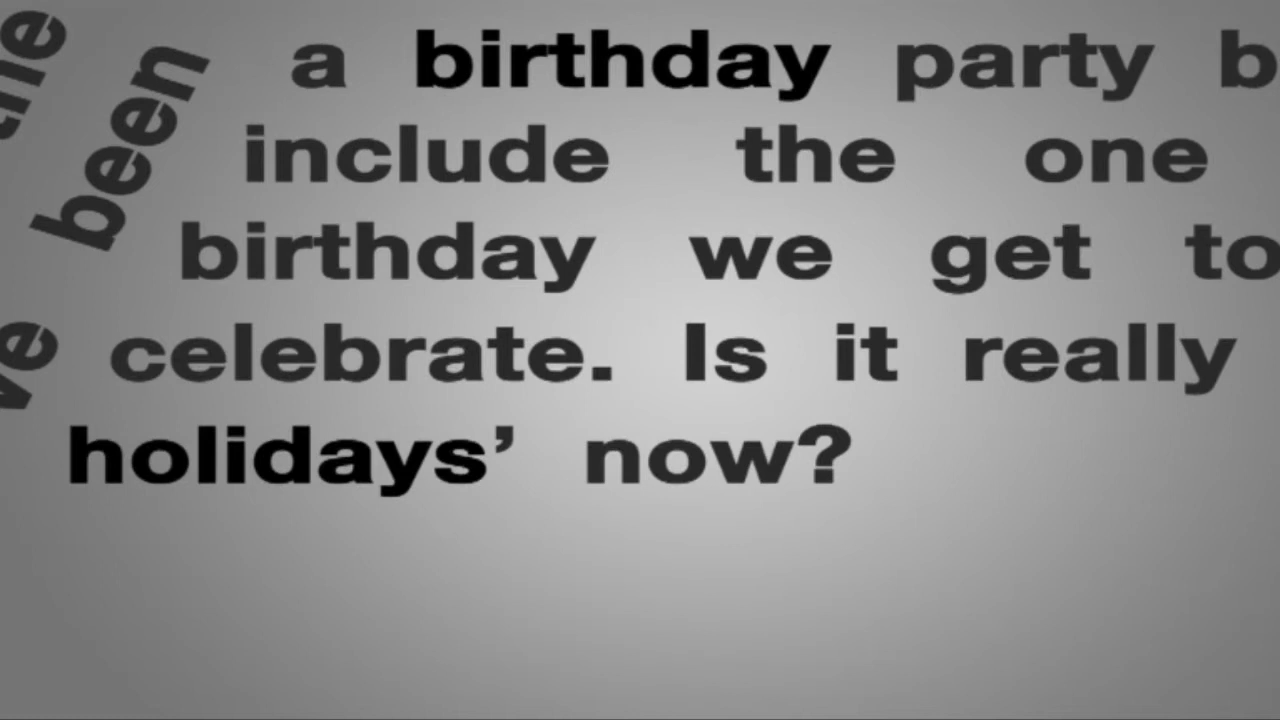 been
a birthday party
include the one
birthday we get to
celebrate. Is it really
holidays’ now?